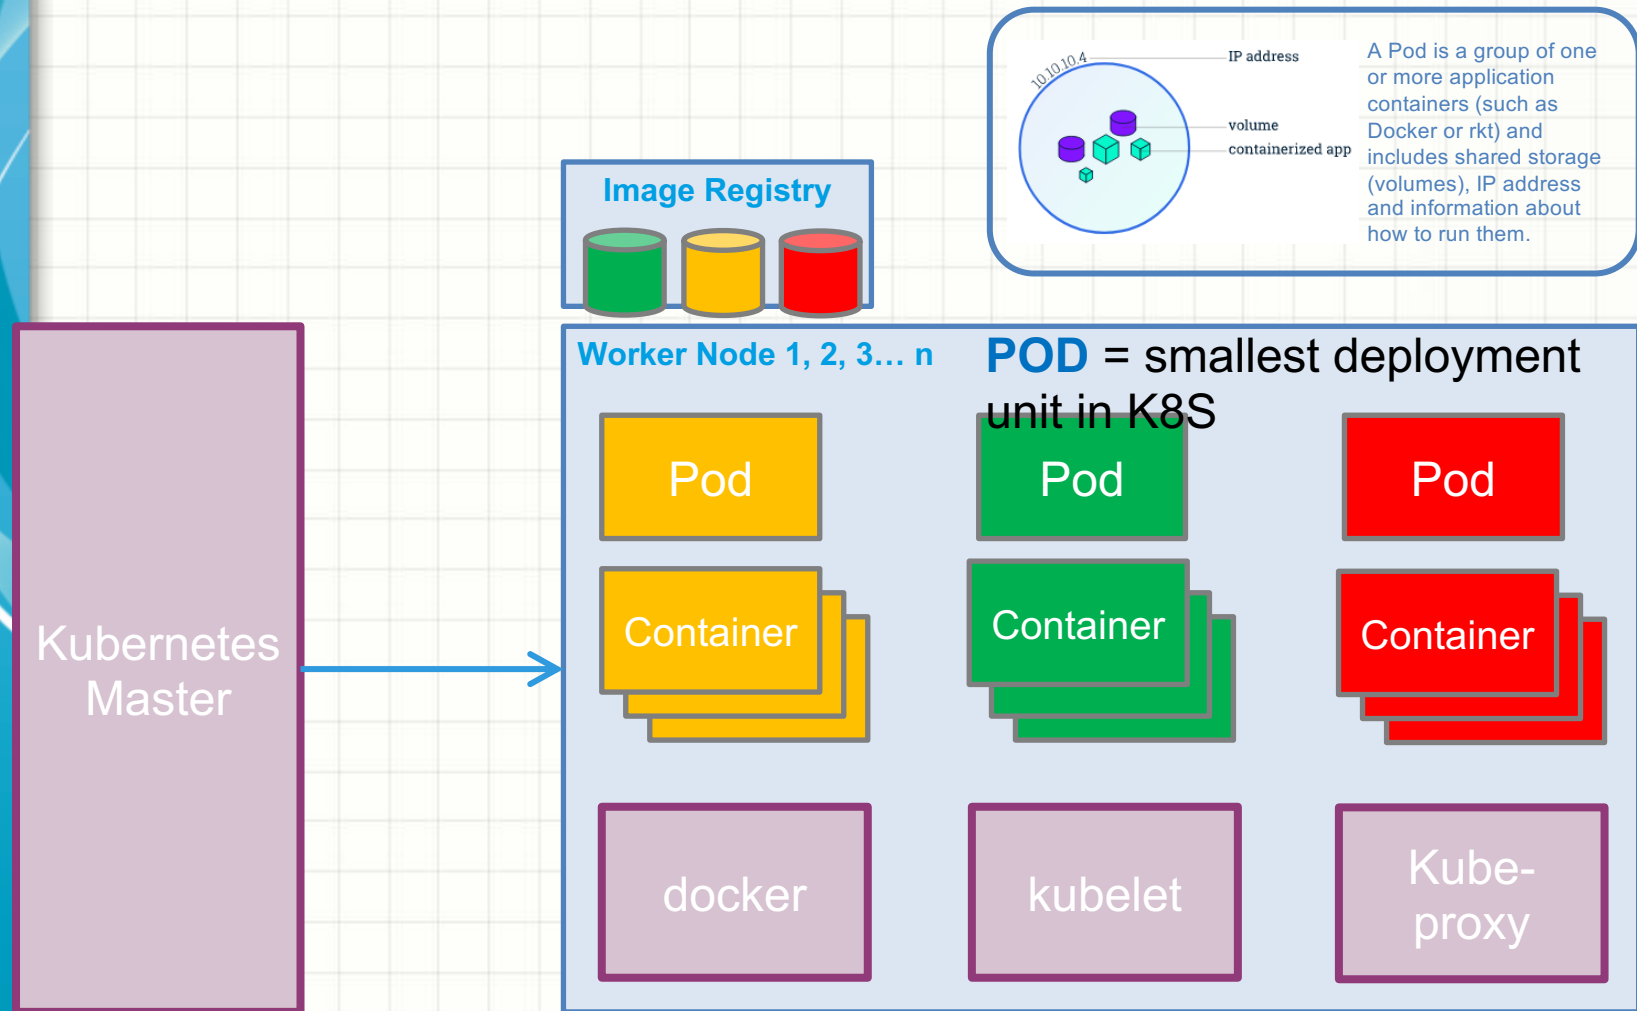 10.10.10.4
IP address
volume
containerized app
A Pod is a group of one
or more application
containers (such as
Docker or rkt) and
includes shared storage
(volumes), IP address
and information about
how to run them.
Image Registry
Worker Node 1, 2, 3... n
POD = smallest deployment
unit in K8S
Pod
Pod
Pod
Container
Container
Container
Kubernetes
Master
docker
kubelet
Kube-
proxy